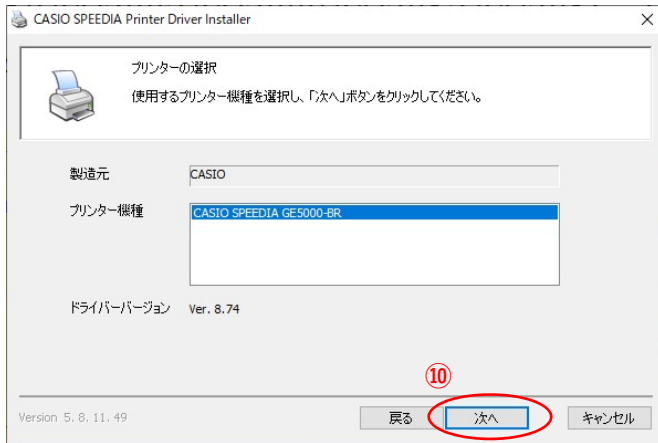 CASIO SPEEDIA Printer Driver Installer
プリンターの選択
使用するプリンター機種を選択し、「次へ」ボタンをクリックしてください。
製造元 CASIO
プリンター機種 CASIO SPEEDIA GE5000-BR
ドライバーバージョン Ver. 8.74
⑩
Version 5. 8. 11. 49 戻る 次へ キャンセル